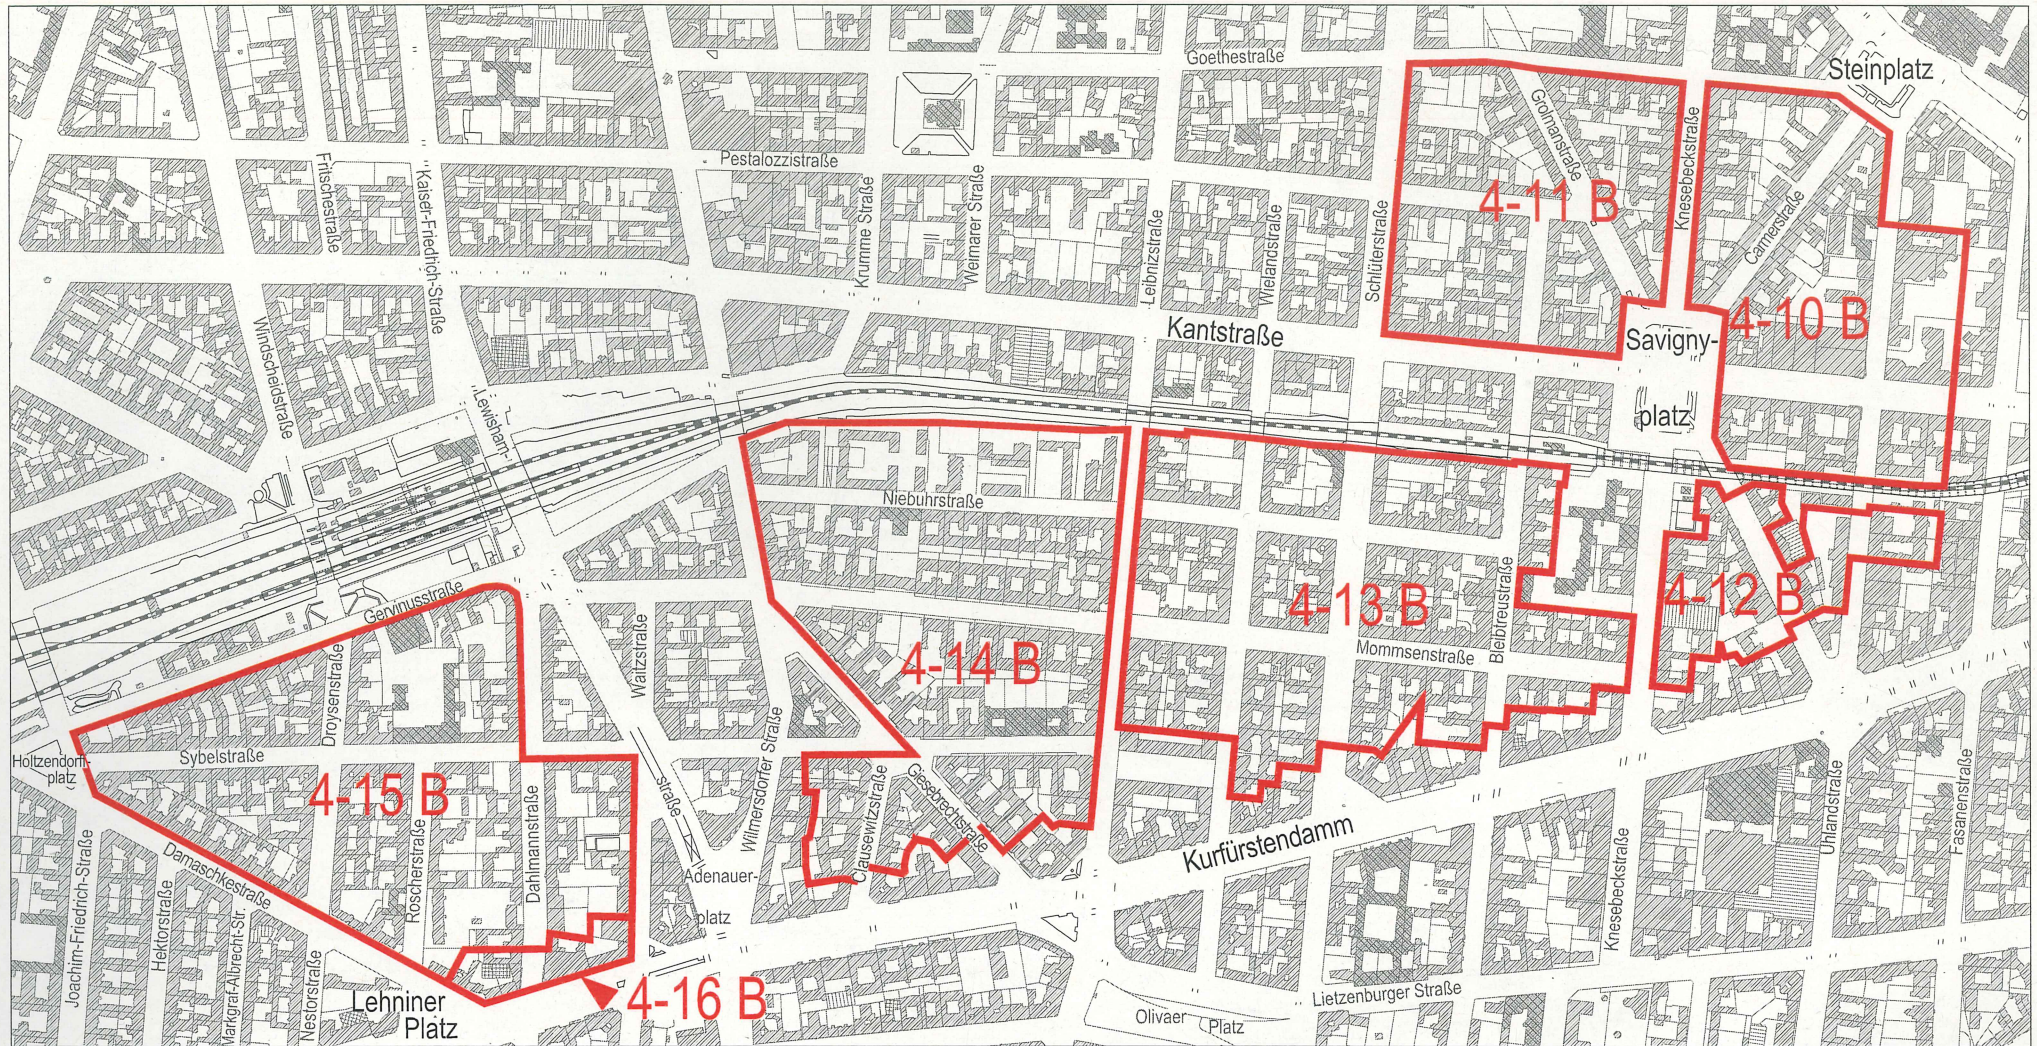 Goethestraße
Steinplatz
Grolmanstraße
Knesebeckstraße
Pestalozzistraße
Fritschestraße
Kaiser-Friedrich-Straße
Krumme Straße
Weimarer Straße
Leibnizstraße
Wielandstraße
Schlüterstraße
4-11 B
Carmerstraße
4-10 B
Kantstraße
Savigny-
platz
Windscheidstraße
Lewisham-
straße
Niebuhrstraße
Gervinusstraße
Droysenstraße
Waitzstraße
4-14 B
4-13 B
4-12 B
Bleibtreustraße
Mommsenstraße
Holtzendorff-
platz
Sybelstraße
4-15 B
Roscherstraße
Dahlmannstraße
Wilmersdorfer Straße
Clausewitzstraße
Giesebrechtstraße
Adenauer-
platz
Kurfürstendamm
Knesebeckstraße
Uhlandstraße
Fasanenstraße
Damaschkestraße
Joachim-Friedrich-Straße
Hektorstraße
Markgraf-Albrecht-Str.
Nestorstraße
Lehniner
Platz
4-16 B
Lietzenburger Straße
Olivaer
Platz